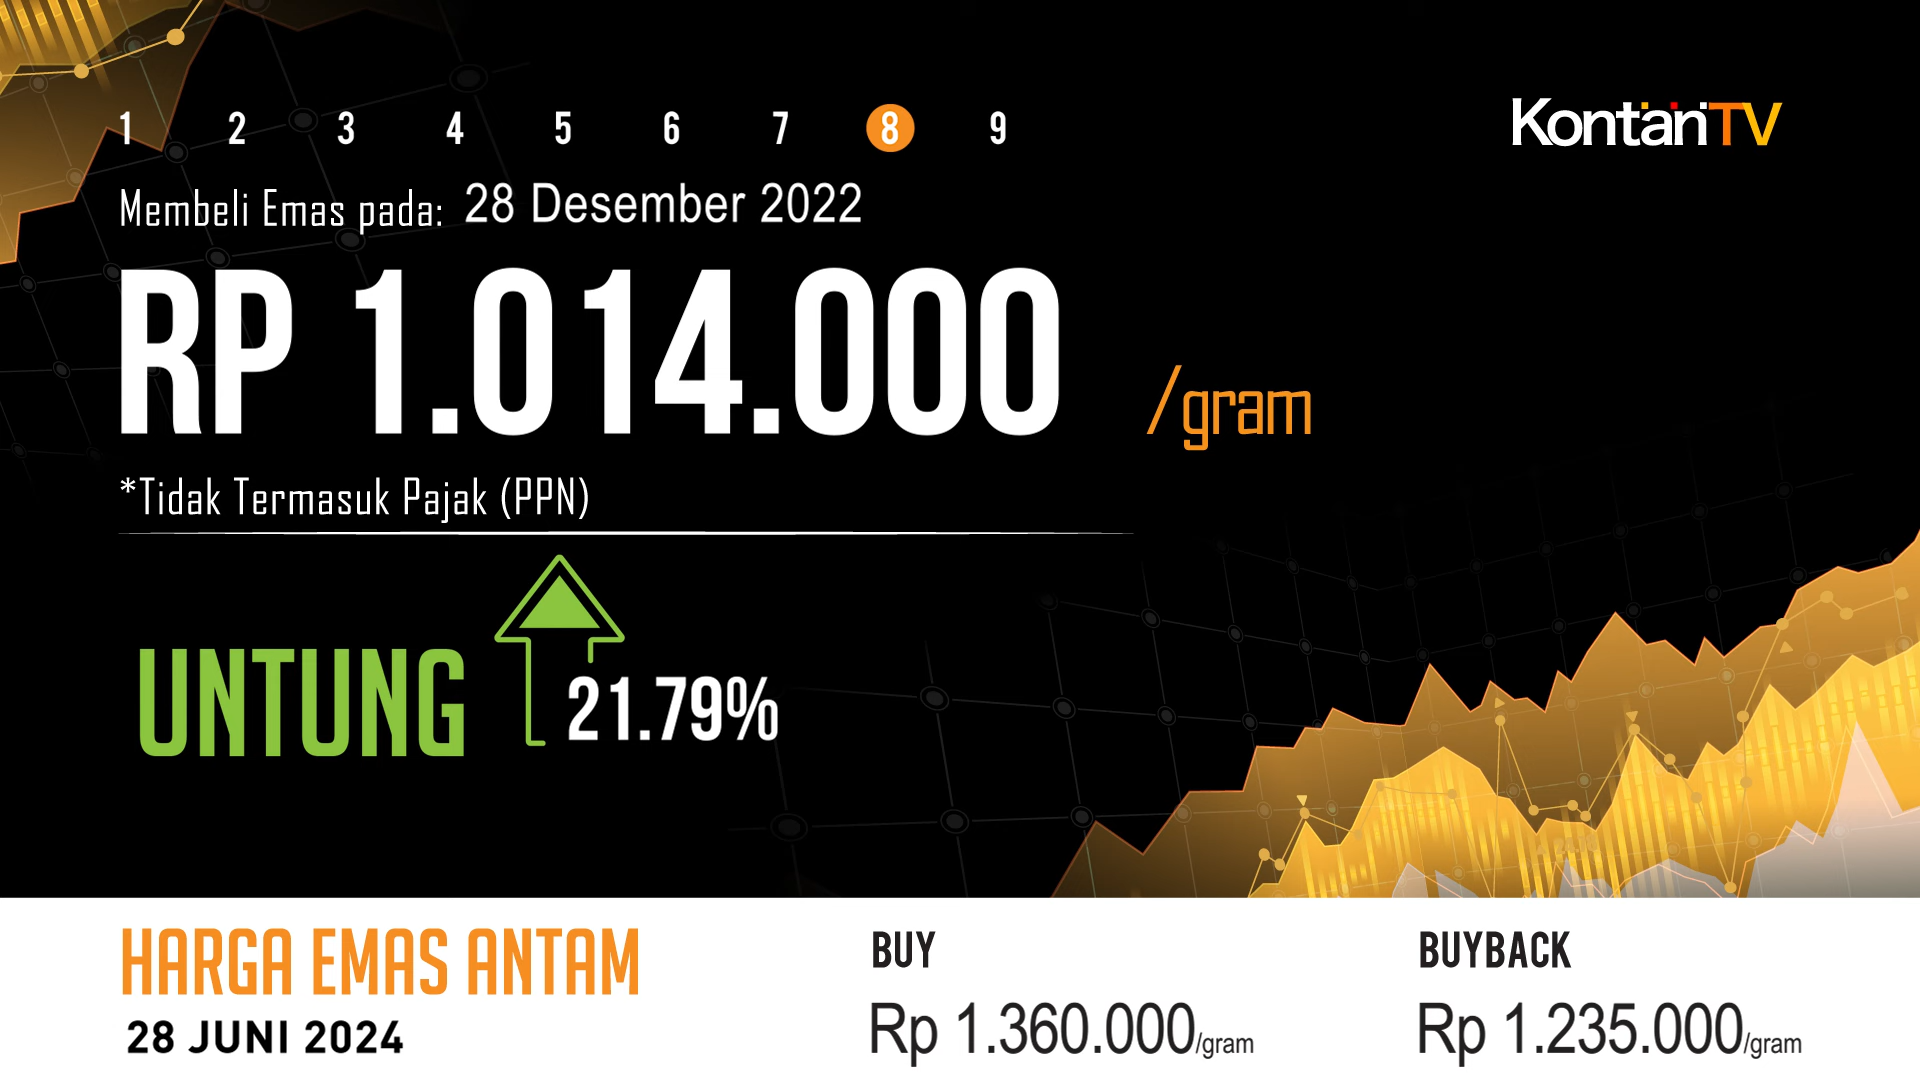 1 2 3 4 5 6 7 8 9
KontanTV
Membeli Emas pada: 28 Desember 2022
RP 1.014.000 /gram
*Tidak Termasuk Pajak (PPN)
UNTUNG 21.79%
HARGA EMAS ANTAM
28 JUNI 2024
BUY
Rp 1.360.000/gram
BUYBACK
Rp 1.235.000/gram